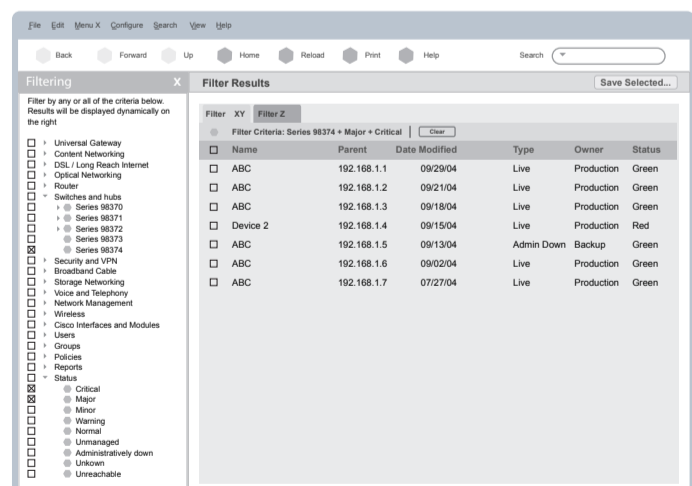 File Edit Menu X Configure Search View Help
Back Forward Up Home Reload Print Help Search
Filtering X
Filter by any or all of the criteria below.
Results will be displayed dynamically on
the right
Universal Gateway
Content Networking
DSL / Long Reach Internet
Optical Networking
Router
Switches and hubs
Series 98370
Series 98371
Series 98372
Series 98373
Series 98374
Security and VPN
Broadband Cable
Storage Networking
Voice and Telephony
Network Management
Wireless
Cisco Interfaces and Modules
Users
Groups
Policies
Reports
Status
Critical
Major
Minor
Warning
Normal
Unmanaged
Administratively down
Unkown
Unreachable
Filter Results Save Selected...
Filter XY Filter Z
Filter Criteria: Series 98374 + Major + Critical Clear
Name Parent Date Modified Type Owner Status
ABC 192.168.1.1 09/29/04 Live Production Green
ABC 192.168.1.2 09/21/04 Live Production Green
ABC 192.168.1.3 09/18/04 Live Production Green
Device 2 192.168.1.4 09/15/04 Live Production Red
ABC 192.168.1.5 09/13/04 Admin Down Backup Green
ABC 192.168.1.6 09/02/04 Live Production Green
ABC 192.168.1.7 07/27/04 Live Production Green